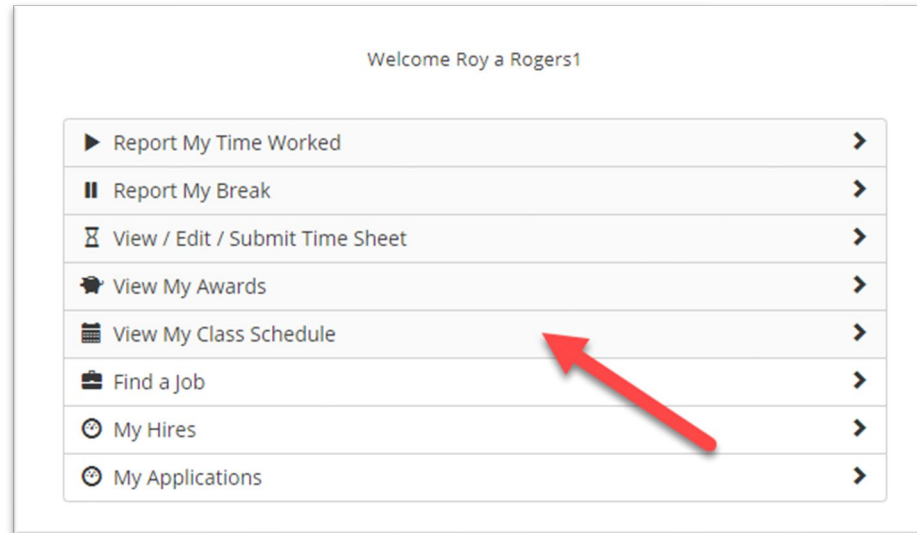 Welcome Roy a Rogers1
Report My Time Worked
Report My Break
View / Edit / Submit Time Sheet
View My Awards
View My Class Schedule
Find a Job
My Hires
My Applications